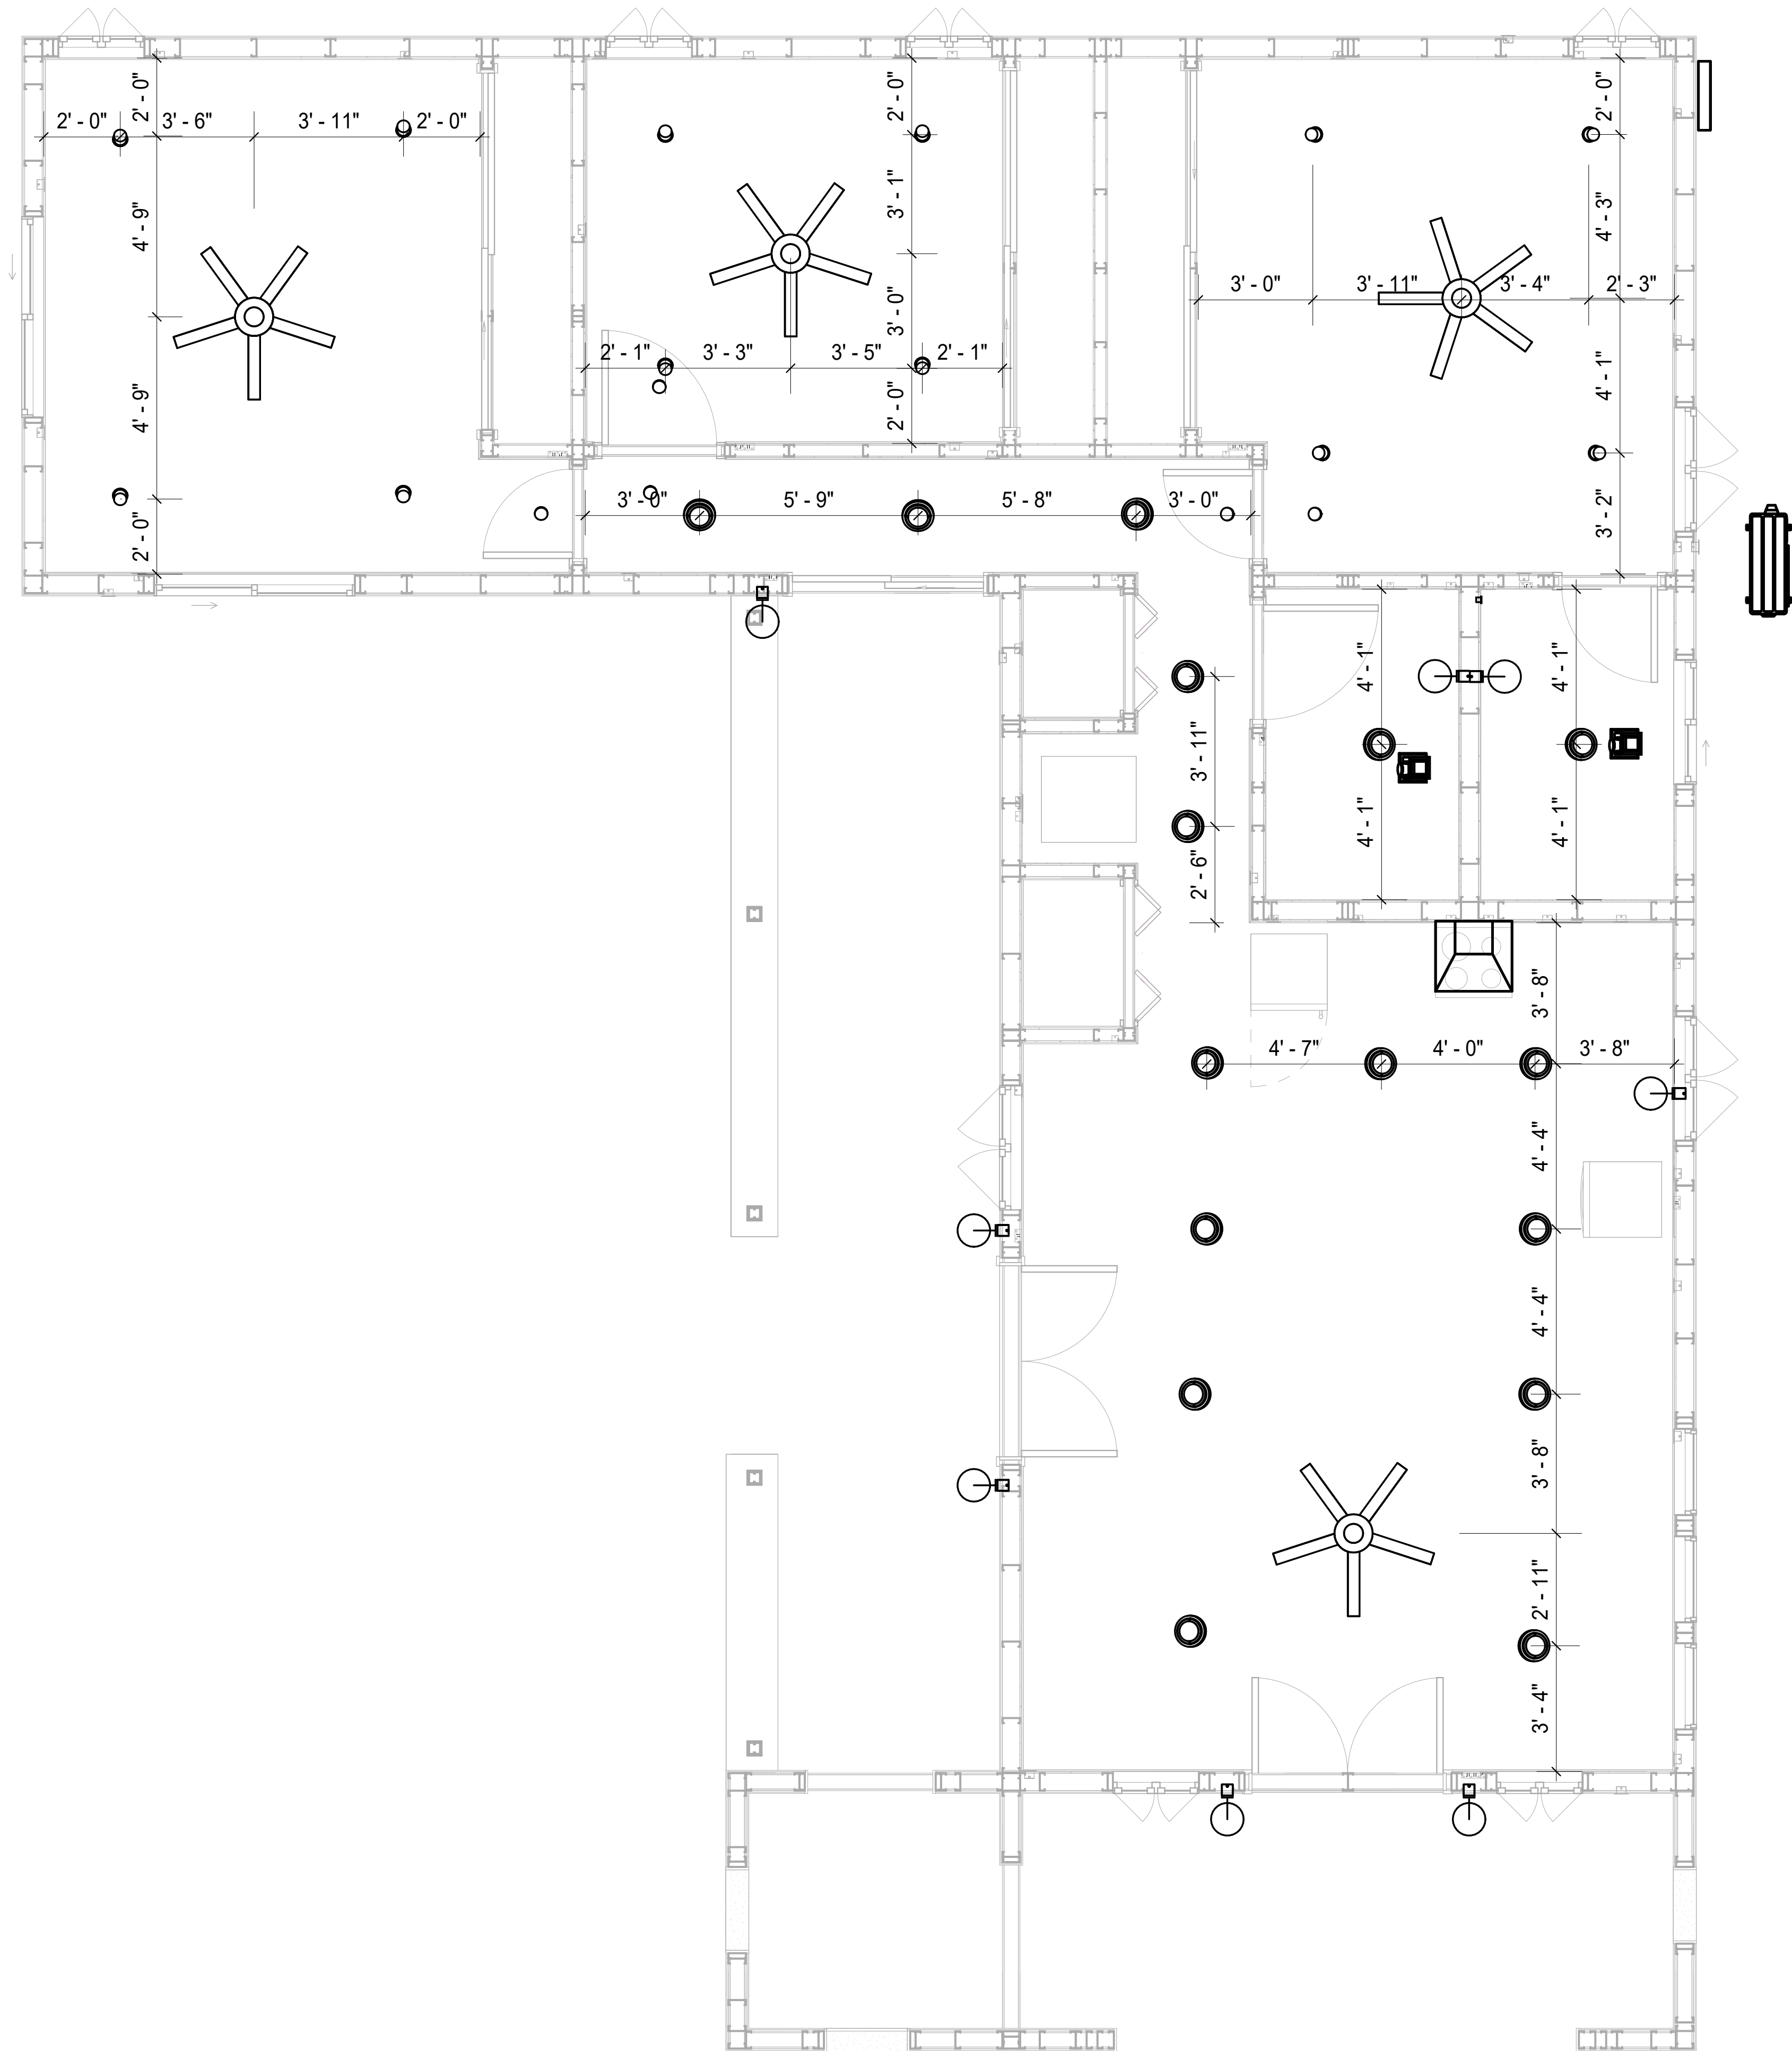 2' - 0"
2' - 0"
3' - 6"
3' - 11"
2' - 0"
4' - 9"
4' - 9"
2' - 0"
2' - 0"
3' - 1"
3' - 0"
2' - 1"
3' - 3"
3' - 5"
2' - 1"
2' - 0"
2' - 0"
4' - 3"
3' - 0"
3' - 11"
3' - 4"
2' - 3"
4' - 1"
3' - 2"
3' - 0"
5' - 9"
5' - 8"
3' - 0"
4' - 1"
4' - 1"
3' - 11"
4' - 1"
4' - 1"
2' - 6"
3' - 8"
4' - 7"
4' - 0"
3' - 8"
4' - 4"
4' - 4"
3' - 8"
2' - 11"
3' - 4"